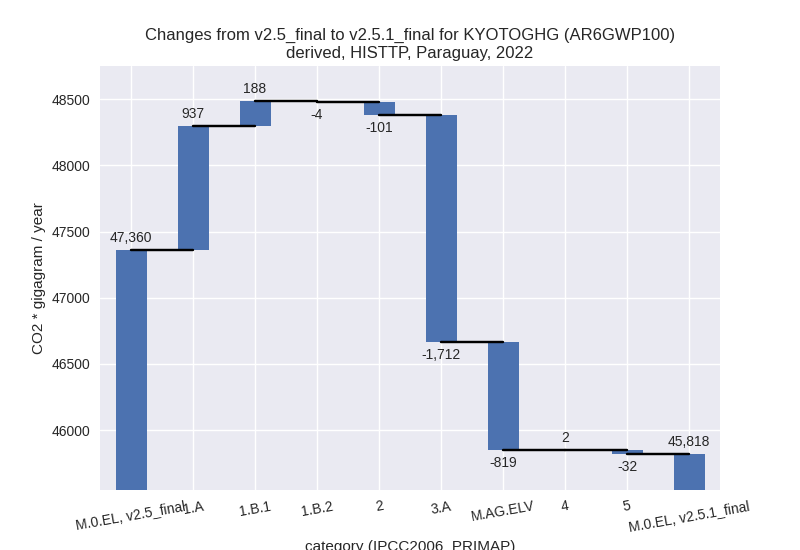 Changes from v2.5_final to v2.5.1_final for KYOTOGHG (AR6GWP100)
derived, HISTTP, Paraguay, 2022
CO2 * gigagram / year
48500
48000
47500
47000
46500
46000
47,360
937
188
-4
-101
-1,712
-819
2
-32
45,818
M.0.EL, v2.5_final
1.A
1.B.1
1.B.2
2
3.A
M.AG.ELV
4
5
M.0.EL, v2.5.1_final
category (IPCC2006_PRIMAP)